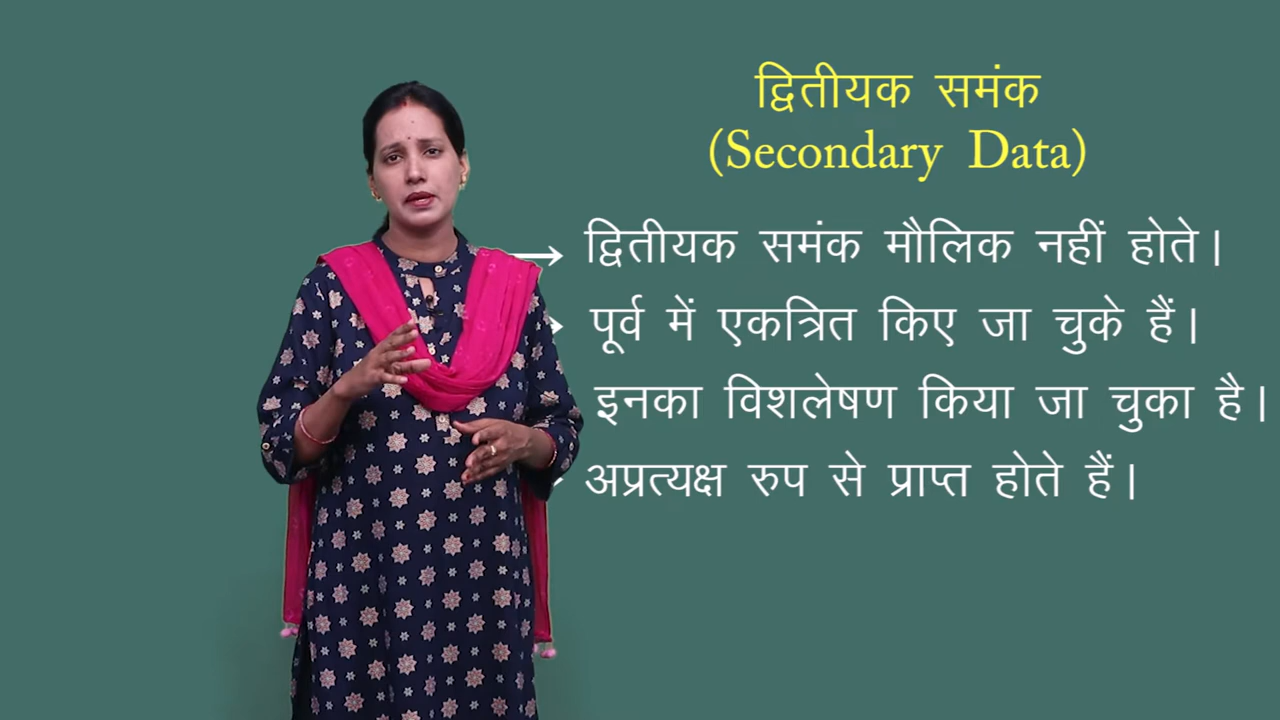 द्वितीयक समंक
(Secondary Data)
द्वितीयक समंक मौलिक नहीं होते।
पूर्व में एकत्रित किए जा चुके हैं।
इनका विशलेषण किया जा चुका है।
अप्रत्यक्ष रुप से प्राप्त होते हैं।